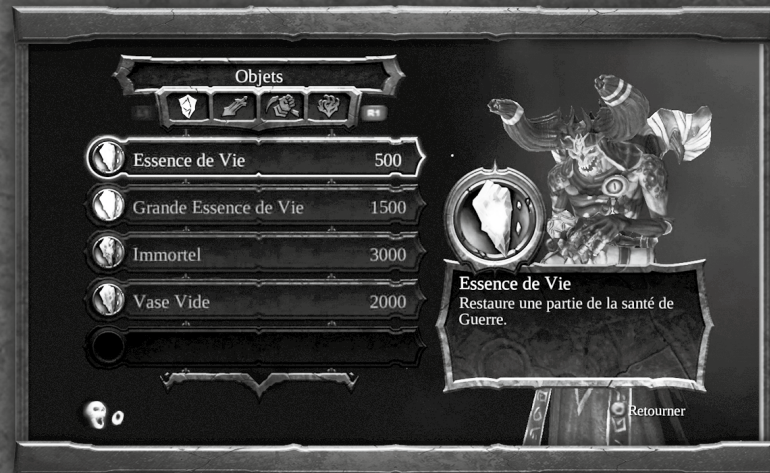 Objets
R1
Essence de Vie 500
Grande Essence de Vie 1500
Immortel 3000
Vase Vide 2000
0
Essence de Vie
Restaure une partie de la santé de
Guerre.
Retourner